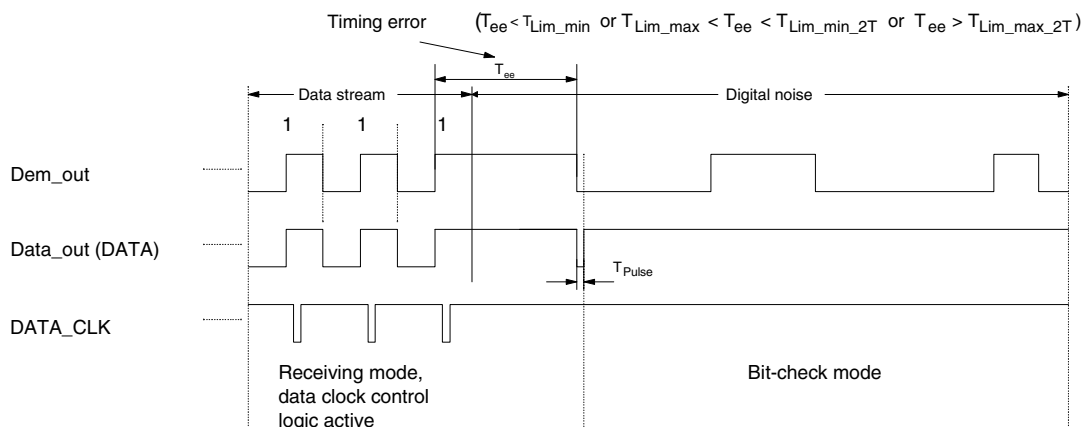 Timing error (Tee < TLim_min or TLim_max < Tee < TLim_min_2T or Tee > TLim_max_2T)
Tee
Data stream Digital noise
1 1 1
Dem_out
Data_out (DATA)
TPulse
DATA_CLK
Receiving mode,
data clock control
logic active
Bit-check mode